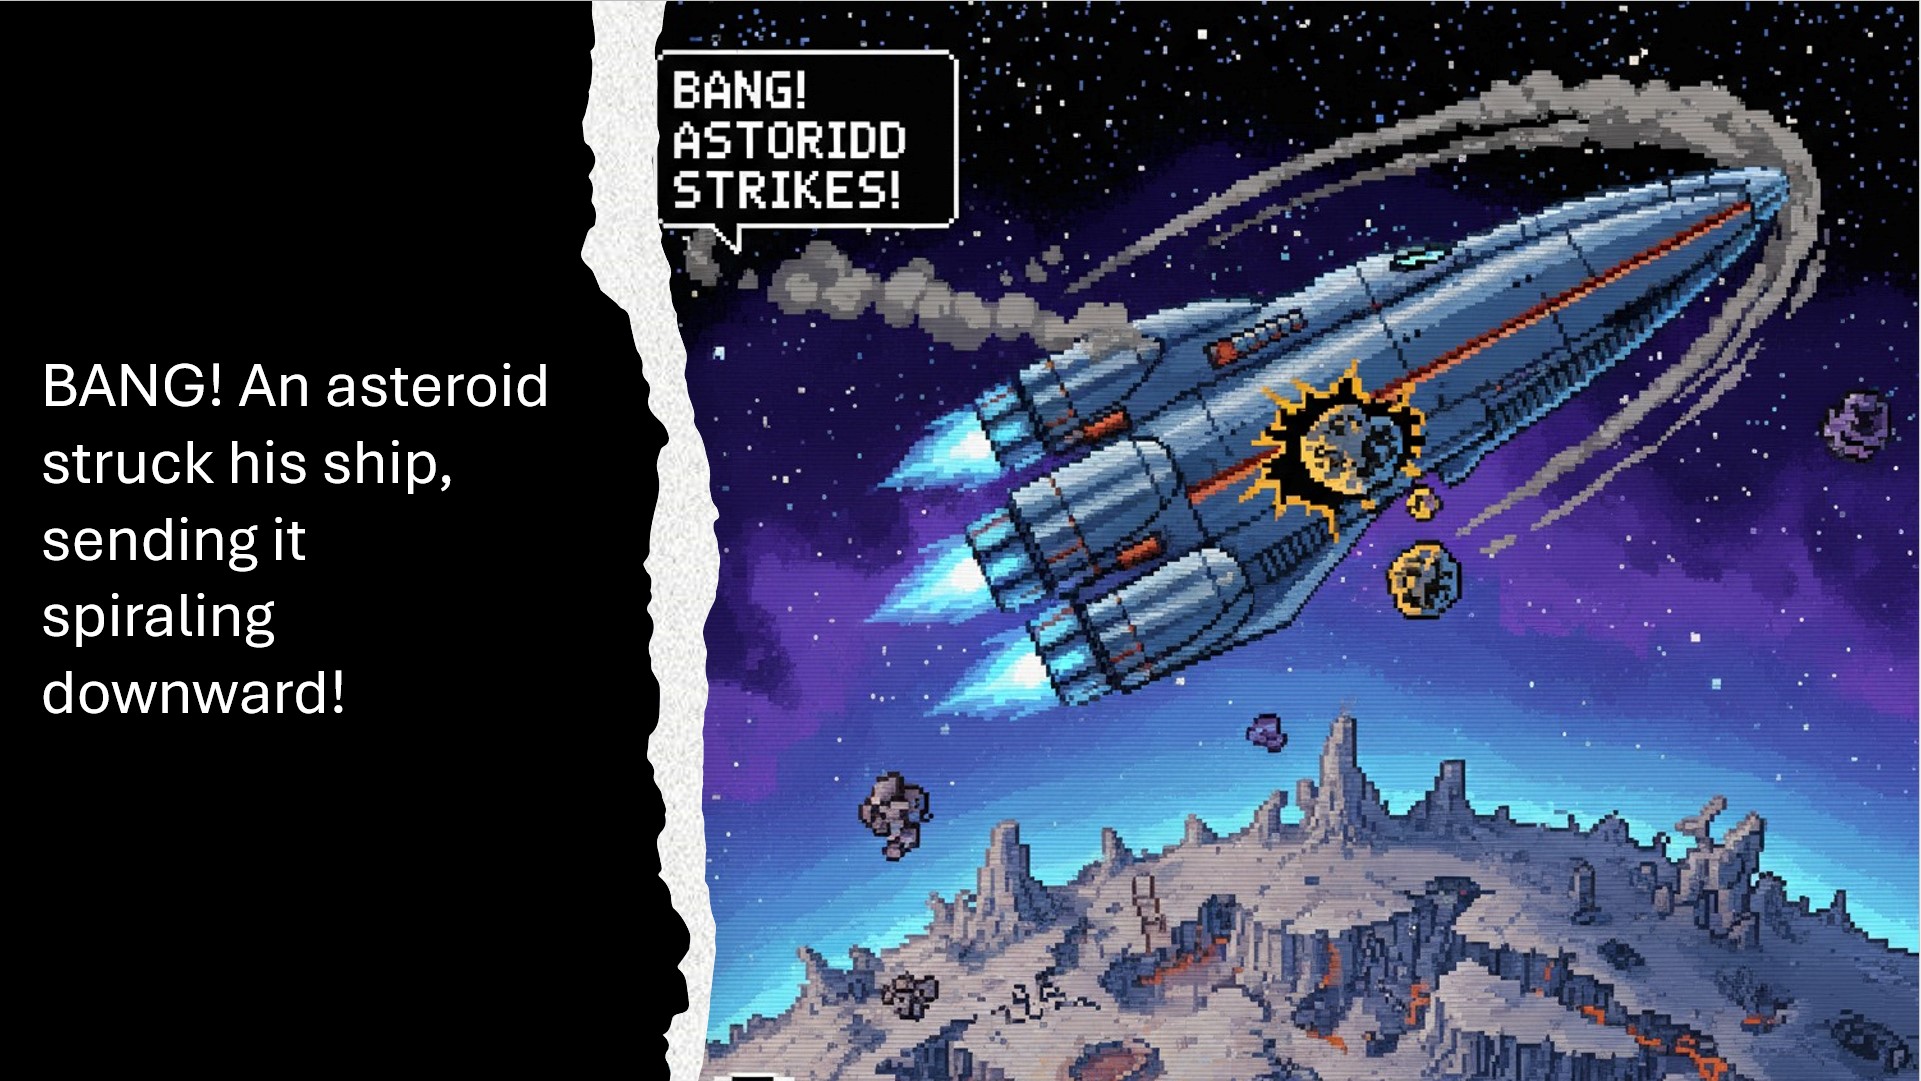 BANG! An asteroid
struck his ship,
sending it
spiraling
downward!
BANG!
ASTORIDD
STRIKES!